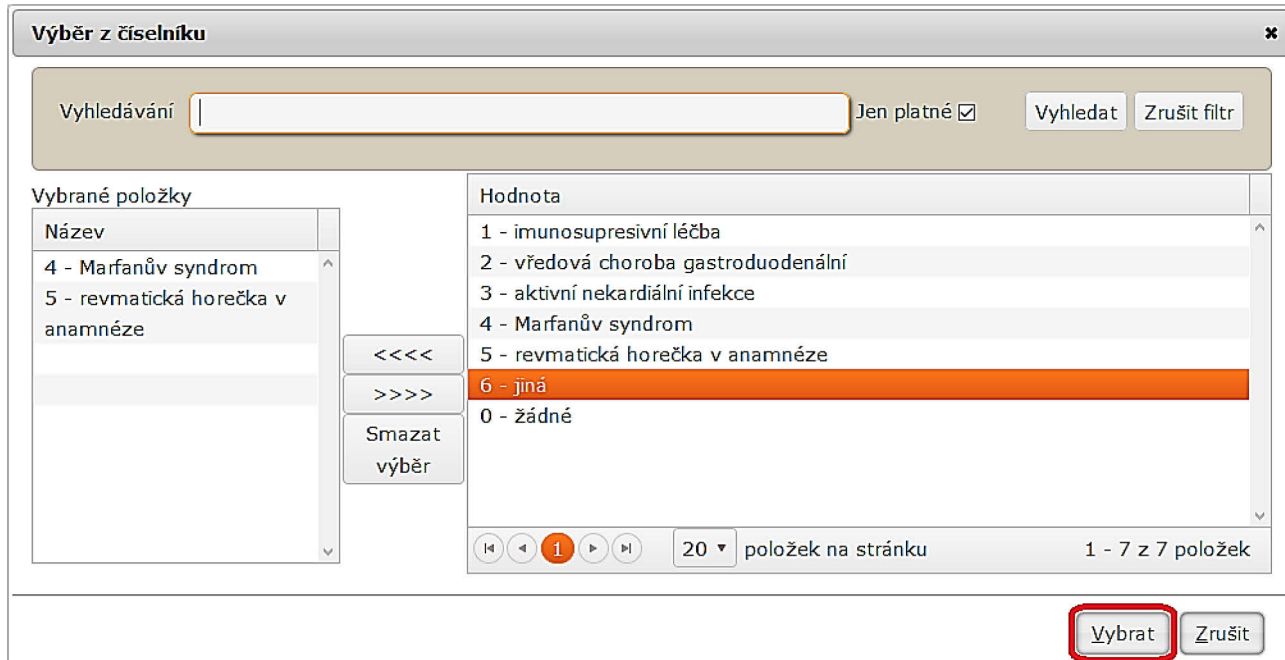 Výběr z číselníku
Vyhledávání
Jen platné
Vyhledat
Zrušit filtr
Vybrané položky
Název
4 - Marfanův syndrom
5 - revmatická horečka v
anamnéze
<<<<
>>>>
Smazat
výběr
Hodnota
1 - imunosupresivní léčba
2 - vředová choroba gastroduodenální
3 - aktivní nekardiální infekce
4 - Marfanův syndrom
5 - revmatická horečka v anamnéze
6 - jiná
0 - žádné
1
20
položek na stránku
1 - 7 z 7 položek
Vybrat
Zrušit